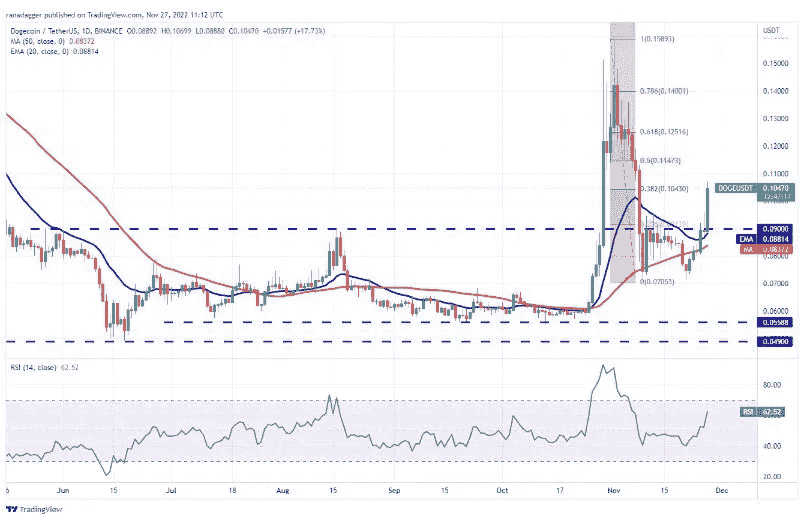 ranadagger published on TradingView.com, Nov 27, 2022 11:12 UTC
Dogecoin / TetherUS, 1D, BINANCE O0.08892 H0.10699 L0.08880 C0.10470 +0.01577 (+17.73%)
MA (50, close, 0) 0.08372
EMA (20, close, 0) 0.08814
USDT
1(0.15893)
0.15000
0.786(0.14001)
0.14000
0.13000
0.618(0.12516)
0.12000
0.5(0.11473)
0.11000
0.382(0.10430)
DOGEUSDT
0.10470
12:47:17
0.09000
EMA
0.08814
MA
0.08372
0.08000
0(0.07053)
0.07000
0.06000
0.05588
0.04900
RSI (14, close) 62.52
80.00
RSI
62.52
40.00
20.00
6 Jun 15 Jul 18 Aug 15 Sep 15 Oct 17 Nov 15 Dec
TradingView